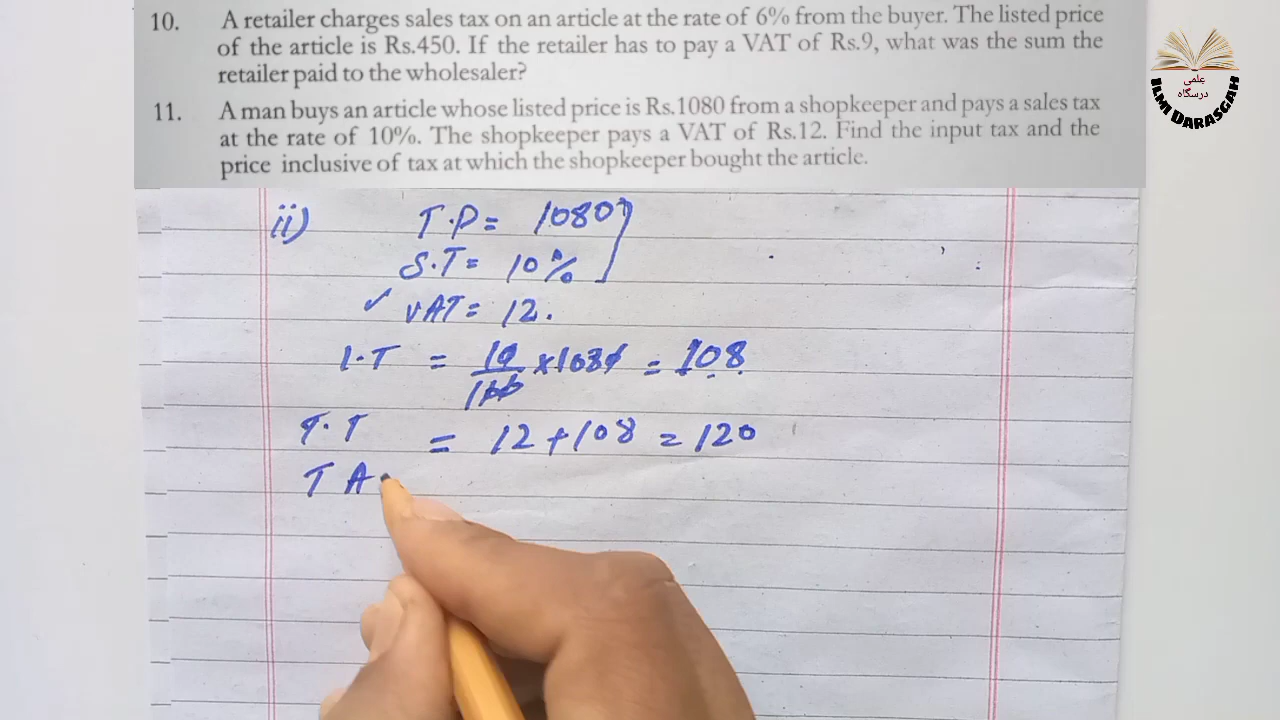 10. A retailer charges sales tax on an article at the rate of 6% from the buyer. The listed price
of the article is Rs.450. If the retailer has to pay a VAT of Rs.9, what was the sum the
retailer paid to the wholesaler?
11. A man buys an article whose listed price is Rs.1080 from a shopkeeper and pays a sales tax
at the rate of 10%. The shopkeeper pays a VAT of Rs.12. Find the input tax and the
price inclusive of tax at which the shopkeeper bought the article.
علمی
درسگاه
ILMI DARASGAH
ii) T.P = 1080
S.T = 10%
✓ VAT = 12.
I.T = 10/100 × 1080 = 108
T.T = 12 + 108 = 120
T A